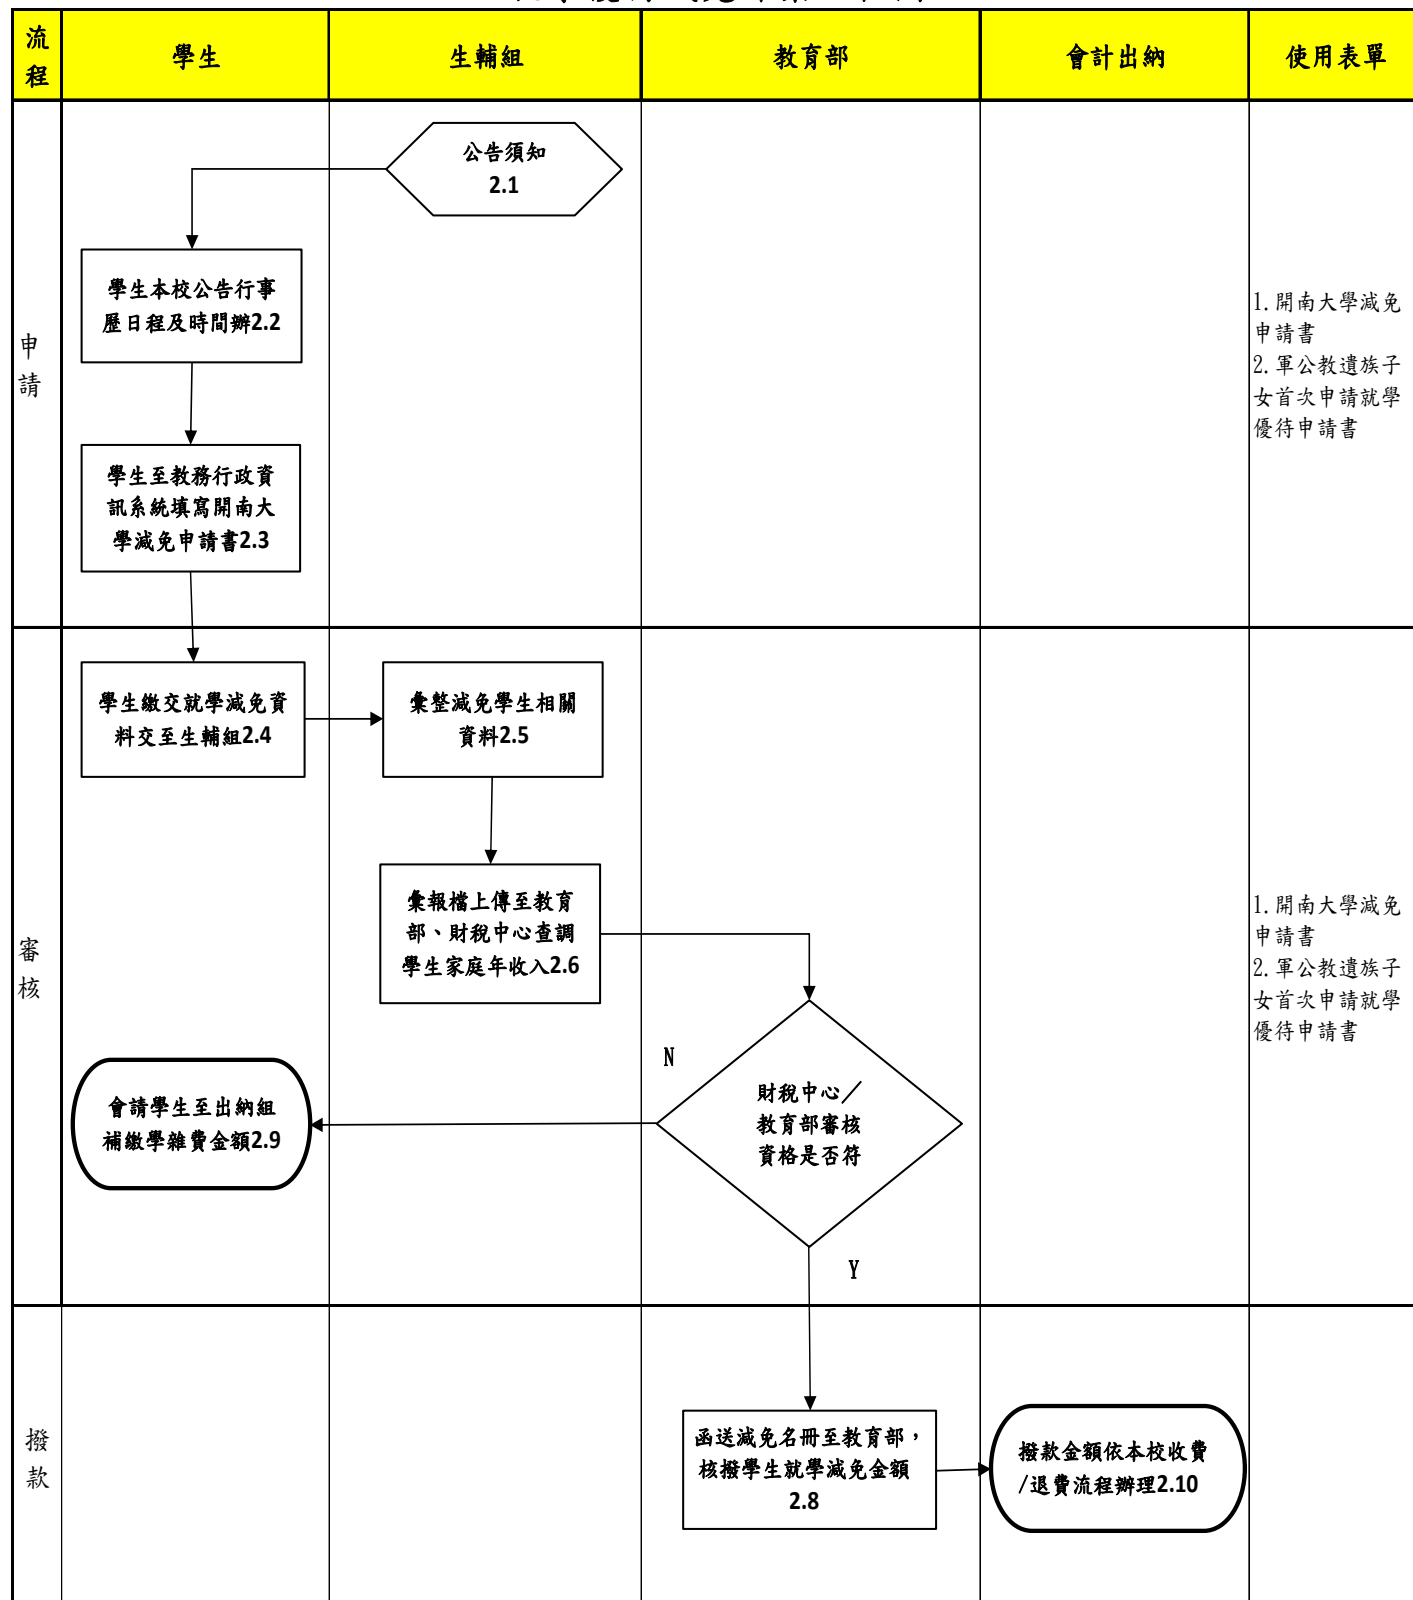 流
程
學生
生輔組
教育部
會計出納
使用表單
公告須知
2.1
學生本校公告行事
歷日程及時間辦2.2
申
請
1.開南大學減免
申請書
2.軍公教遺族子
女首次申請就學
優待申請書
學生至教務行政資
訊系統填寫開南大
學減免申請書2.3
學生繳交就學減免資
料交至生輔組2.4
彙整減免學生相關
資料2.5
彙報檔上傳至教育
部、財稅中心查調
學生家庭年收入2.6
審
核
1.開南大學減免
申請書
2.軍公教遺族子
女首次申請就學
優待申請書
N
財稅中心／
教育部審核
資格是否符
會請學生至出納組
補繳學雜費金額2.9
Y
撥
款
函送減免名冊至教育部，
核撥學生就學減免金額
2.8
撥款金額依本校收費
/退費流程辦理2.10